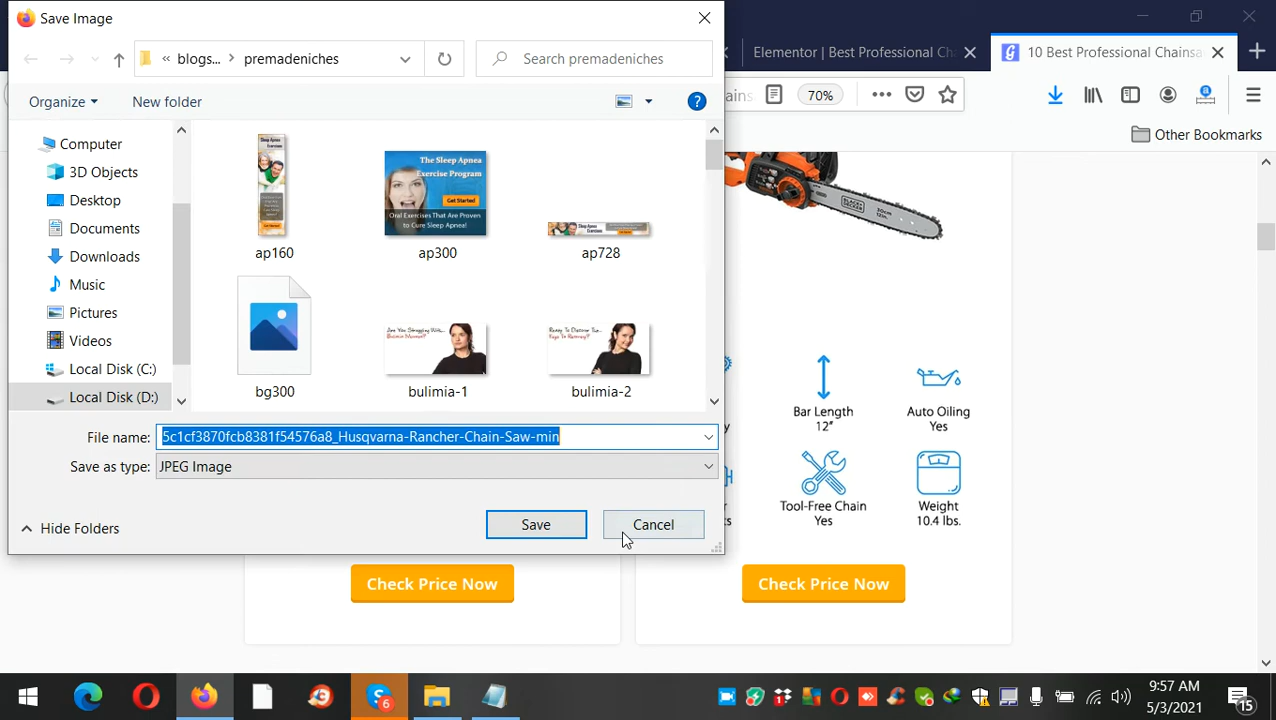 Save Image
Elementor | Best Professional Ch
10 Best Professional Chainsa
blogs...
premadeniches
Search premadeniches
70%
Organize
New folder
Other Bookmarks
Computer
3D Objects
Desktop
Documents
Downloads
Music
Pictures
Videos
Local Disk (C:)
Local Disk (D:)
Sleep Apnea
Exercises
The Sleep Apnea
Exercise Program
Get Started!
Oral Exercises That Are Proven
to Cure Sleep Apnea!
ap160
ap300
ap728
bg300
bulimia-1
bulimia-2
File name:
5c1cf3870fcb8381f54576a8_Husqvarna-Rancher-Chain-Saw-min
Save as type:
JPEG Image
Hide Folders
Save
Cancel
Bar Length
12”
Auto Oiling
Yes
Tool-Free Chain
Yes
Weight
10.4 lbs.
Check Price Now
Check Price Now
6
9:57 AM
5/3/2021
15